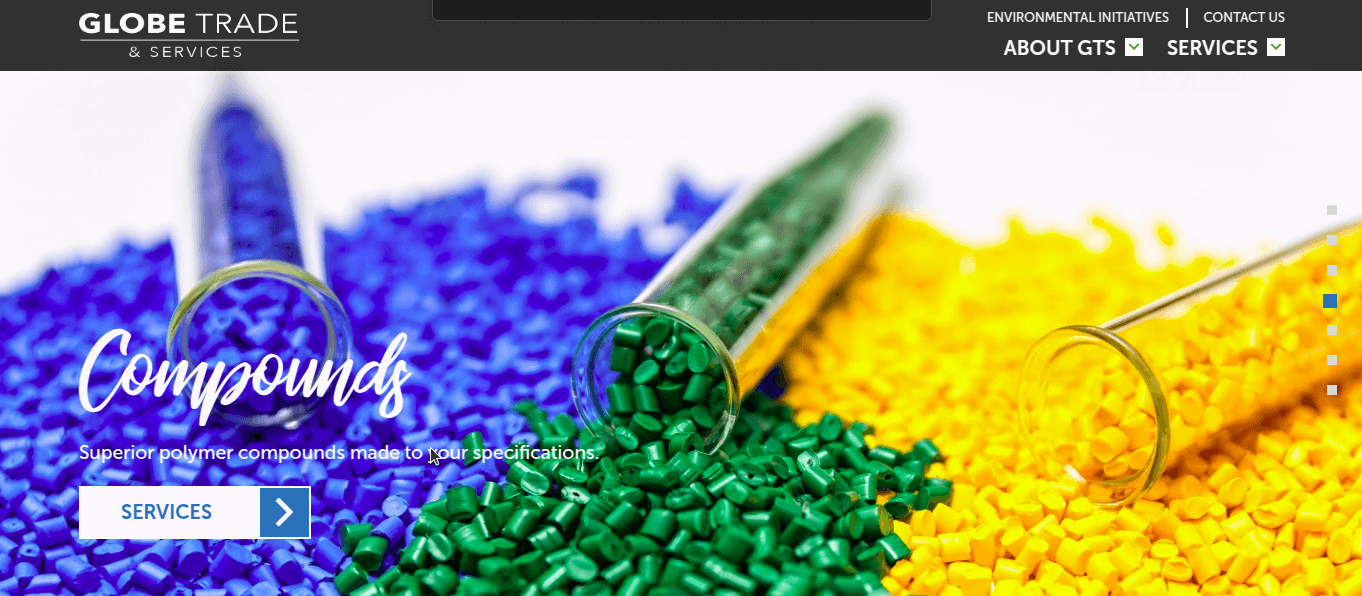 GLOBE TRADE
& SERVICES
ENVIRONMENTAL INITIATIVES
CONTACT US
ABOUT GTS
SERVICES
Compounds
Superior polymer compounds made to your specifications.
SERVICES